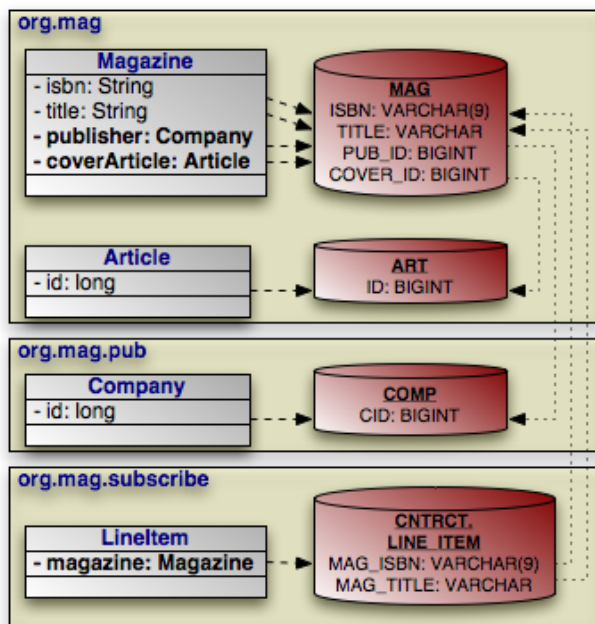 org.mag
Magazine
- isbn: String
- title: String
- publisher: Company
- coverArticle: Article
MAG
ISBN: VARCHAR(9)
TITLE: VARCHAR
PUB_ID: BIGINT
COVER_ID: BIGINT
Article
- id: long
ART
ID: BIGINT
org.mag.pub
Company
- id: long
COMP
CID: BIGINT
org.mag.subscribe
LineItem
- magazine: Magazine
CNTRCT.
LINE_ITEM
MAG_ISBN: VARCHAR(9)
MAG_TITLE: VARCHAR